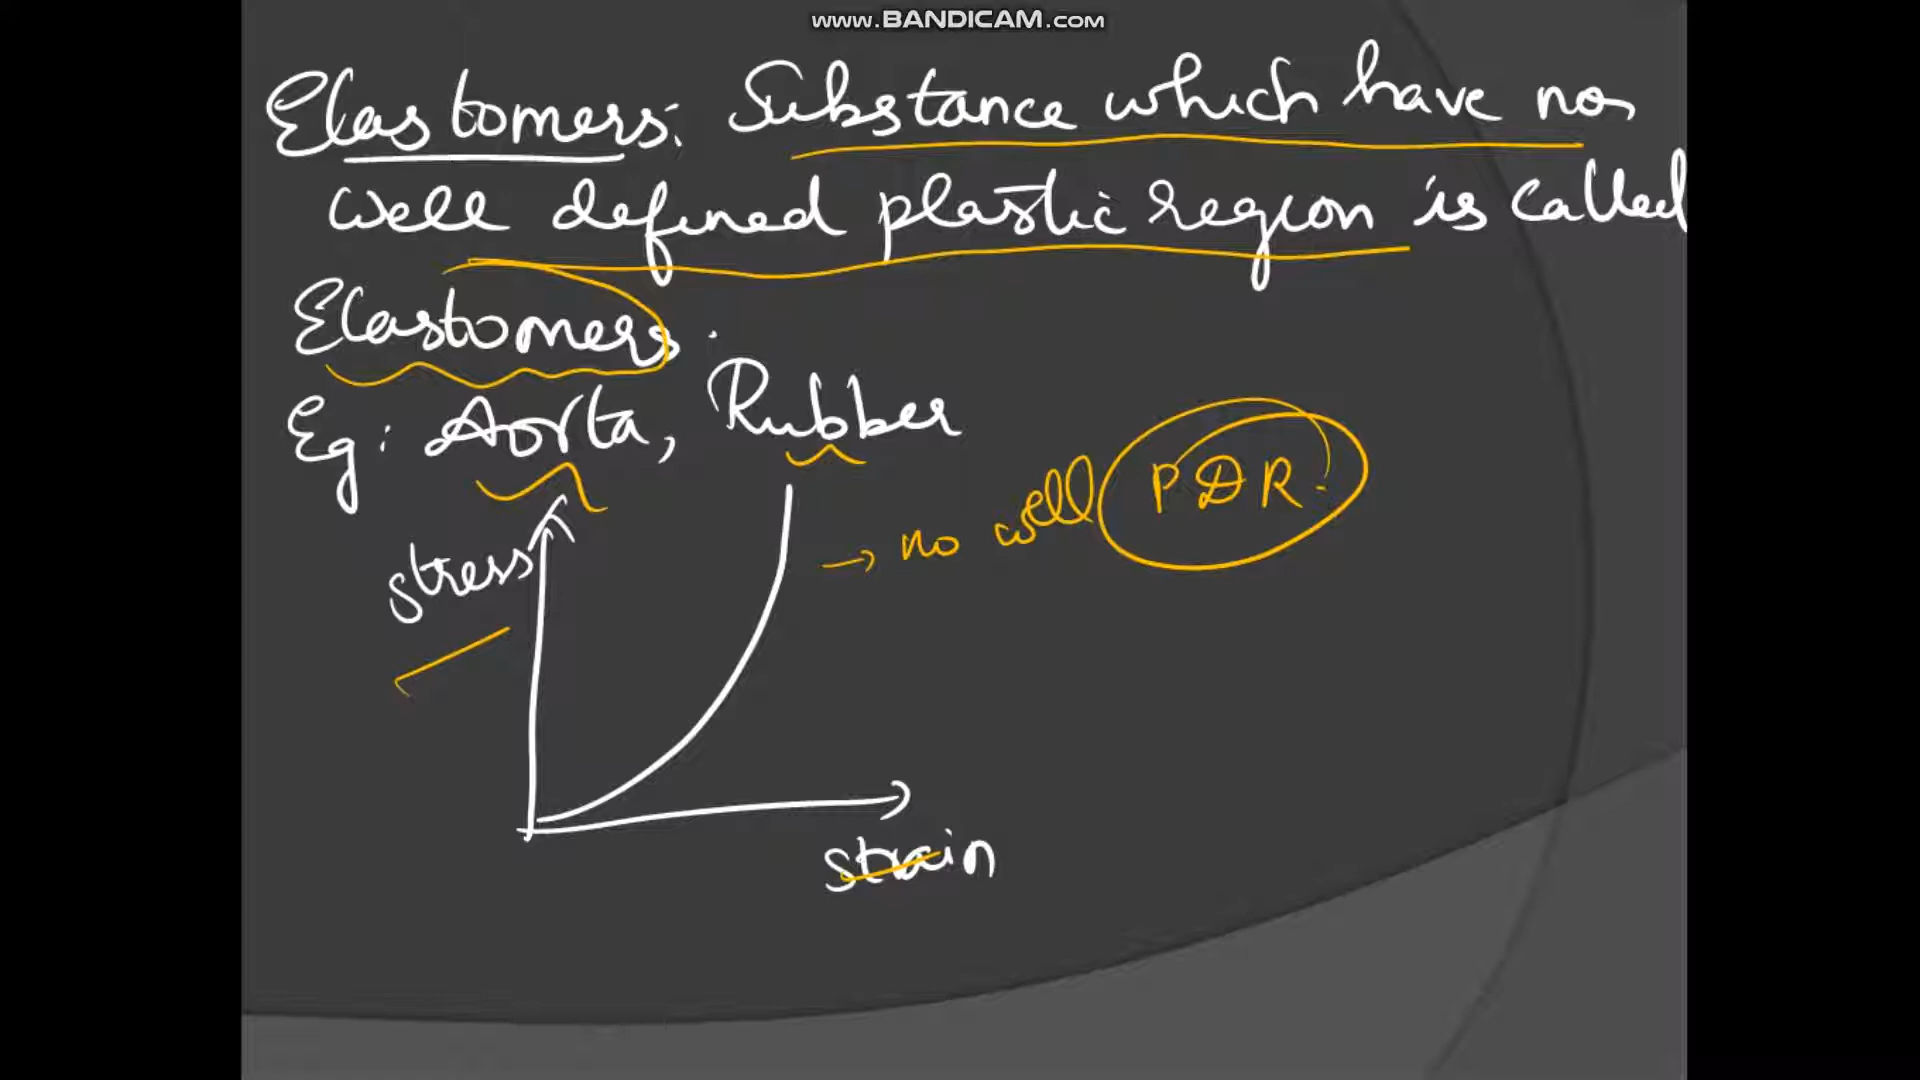 www.BANDICAM.com
Elastomers: Substance which have no
well defined plastic region is called
Elastomers.
Eg: Aorta, Rubber
→ no well PDR.
stress
strain